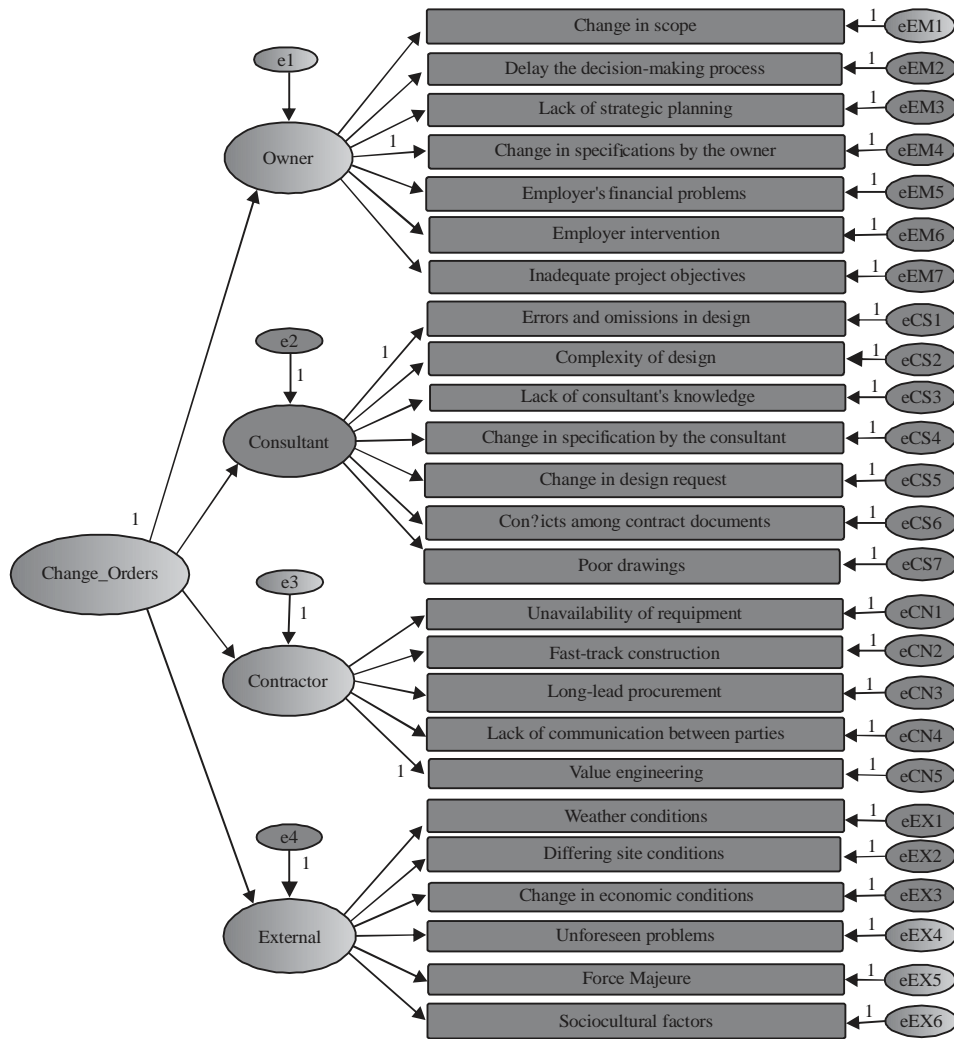 Change in scope
1
eEM1
e1
Delay the decision-making process
1
eEM2
Lack of strategic planning
1
eEM3
Owner
1
Change in specifications by the owner
1
eEM4
Employer's financial problems
1
eEM5
Employer intervention
1
eEM6
Inadequate project objectives
1
eEM7
Errors and omissions in design
1
eCS1
e2
1
1
Complexity of design
1
eCS2
Lack of consultant's knowledge
1
eCS3
Consultant
Change in specification by the consultant
1
eCS4
Change in design request
1
eCS5
Con?icts among contract documents
1
eCS6
Poor drawings
1
eCS7
1
Change_Orders
e3
1
Unavailability of requipment
1
eCN1
Fast-track construction
1
eCN2
Contractor
Long-lead procurement
1
eCN3
Lack of communication between parties
1
eCN4
1
Value engineering
1
eCN5
Weather conditions
1
eEX1
e4
1
Differing site conditions
1
eEX2
Change in economic conditions
1
eEX3
External
Unforeseen problems
1
eEX4
Force Majeure
1
eEX5
Sociocultural factors
1
eEX6